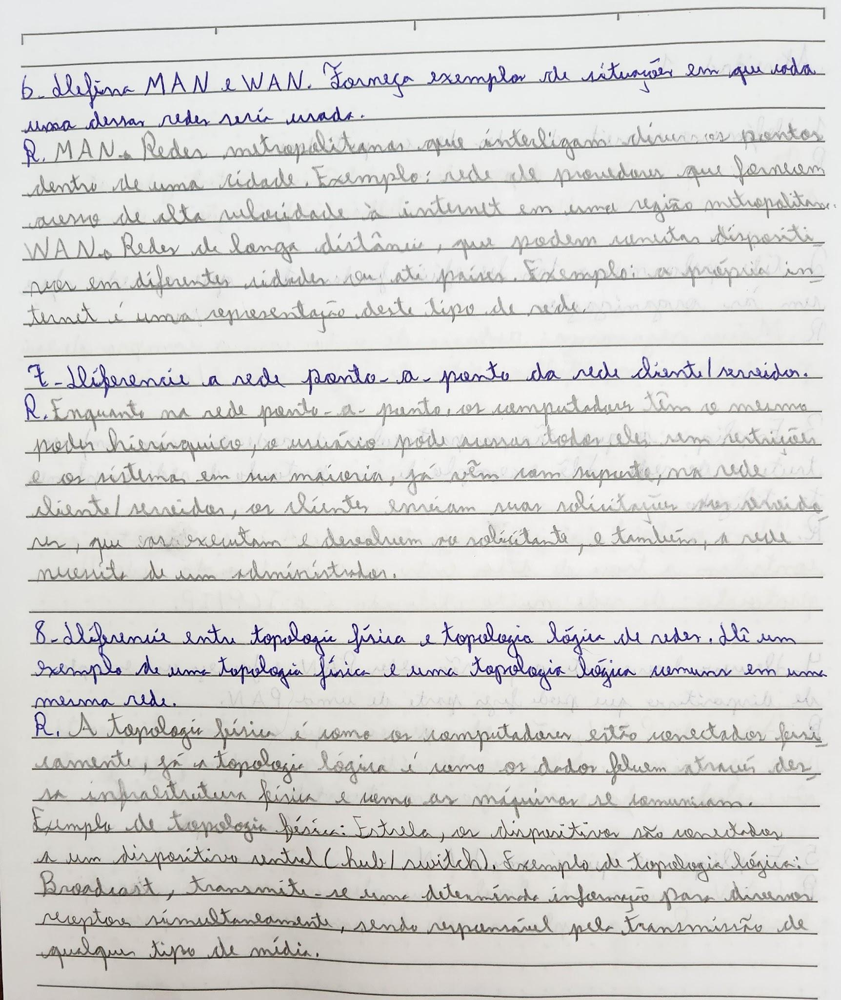 6- Defina MAN e WAN. Forneça exemplos de situações em que cada
uma dessas redes seria usada.
R. MAN → Redes metropolitanas que interligam diversos pontos
dentro de uma cidade. Exemplo: rede de provedores que fornecem
acesso de alta velocidade à internet em uma região metropolitana.
WAN → Redes de longa distância, que podem conectar dispositi-
vos em diferentes cidades ou até países. Exemplo: a própria in-
ternet é uma representação deste tipo de rede.
7- Diferencie a rede ponto-a-ponto da rede cliente/servidor.
R. Enquanto na rede ponto-a-ponto, os computadores têm o mesmo
poder hierárquico, o usuário pode acessar todos eles sem restrições
e os sistemas em sua maioria, já vêm com suporte, na rede
cliente/servidor, os clientes enviam suas solicitações aos servido-
res, que as executam e devolvem ao solicitante, e também, a rede
necessita de um administrador.
8- Diferencie entre topologia física e topologia lógica de redes. Dê um
exemplo de uma topologia física e uma topologia lógica comuns em uma
mesma rede.
R. A topologia física é como os computadores estão conectados fisi-
camente, já a topologia lógica é como os dados fluem através des-
sa infraestrutura física e como as máquinas se comunicam.
Exemplo de topologia física: Estrela, os dispositivos são conectados
a um dispositivo central (hub/switch). Exemplo de topologia lógica:
Broadcast, transmite-se uma determinada informação para diversos
receptores simultaneamente, sendo responsável pela transmissão de
qualquer tipo de mídia.